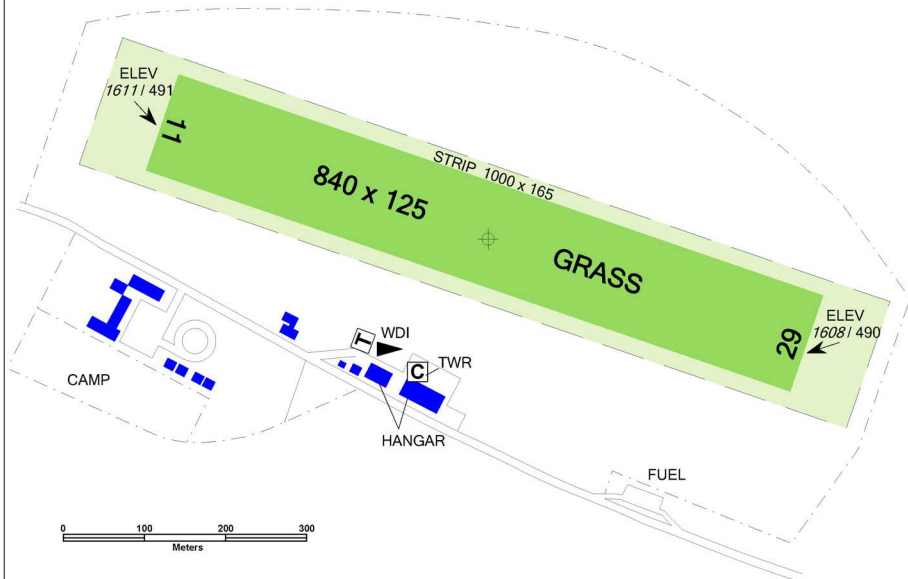 ELEV
1611 / 491
11
STRIP 1000 x 165
840 x 125
GRASS
ELEV
1608 / 490
29
T
WDI
C
TWR
CAMP
HANGAR
FUEL
0 100 200 300
Meters